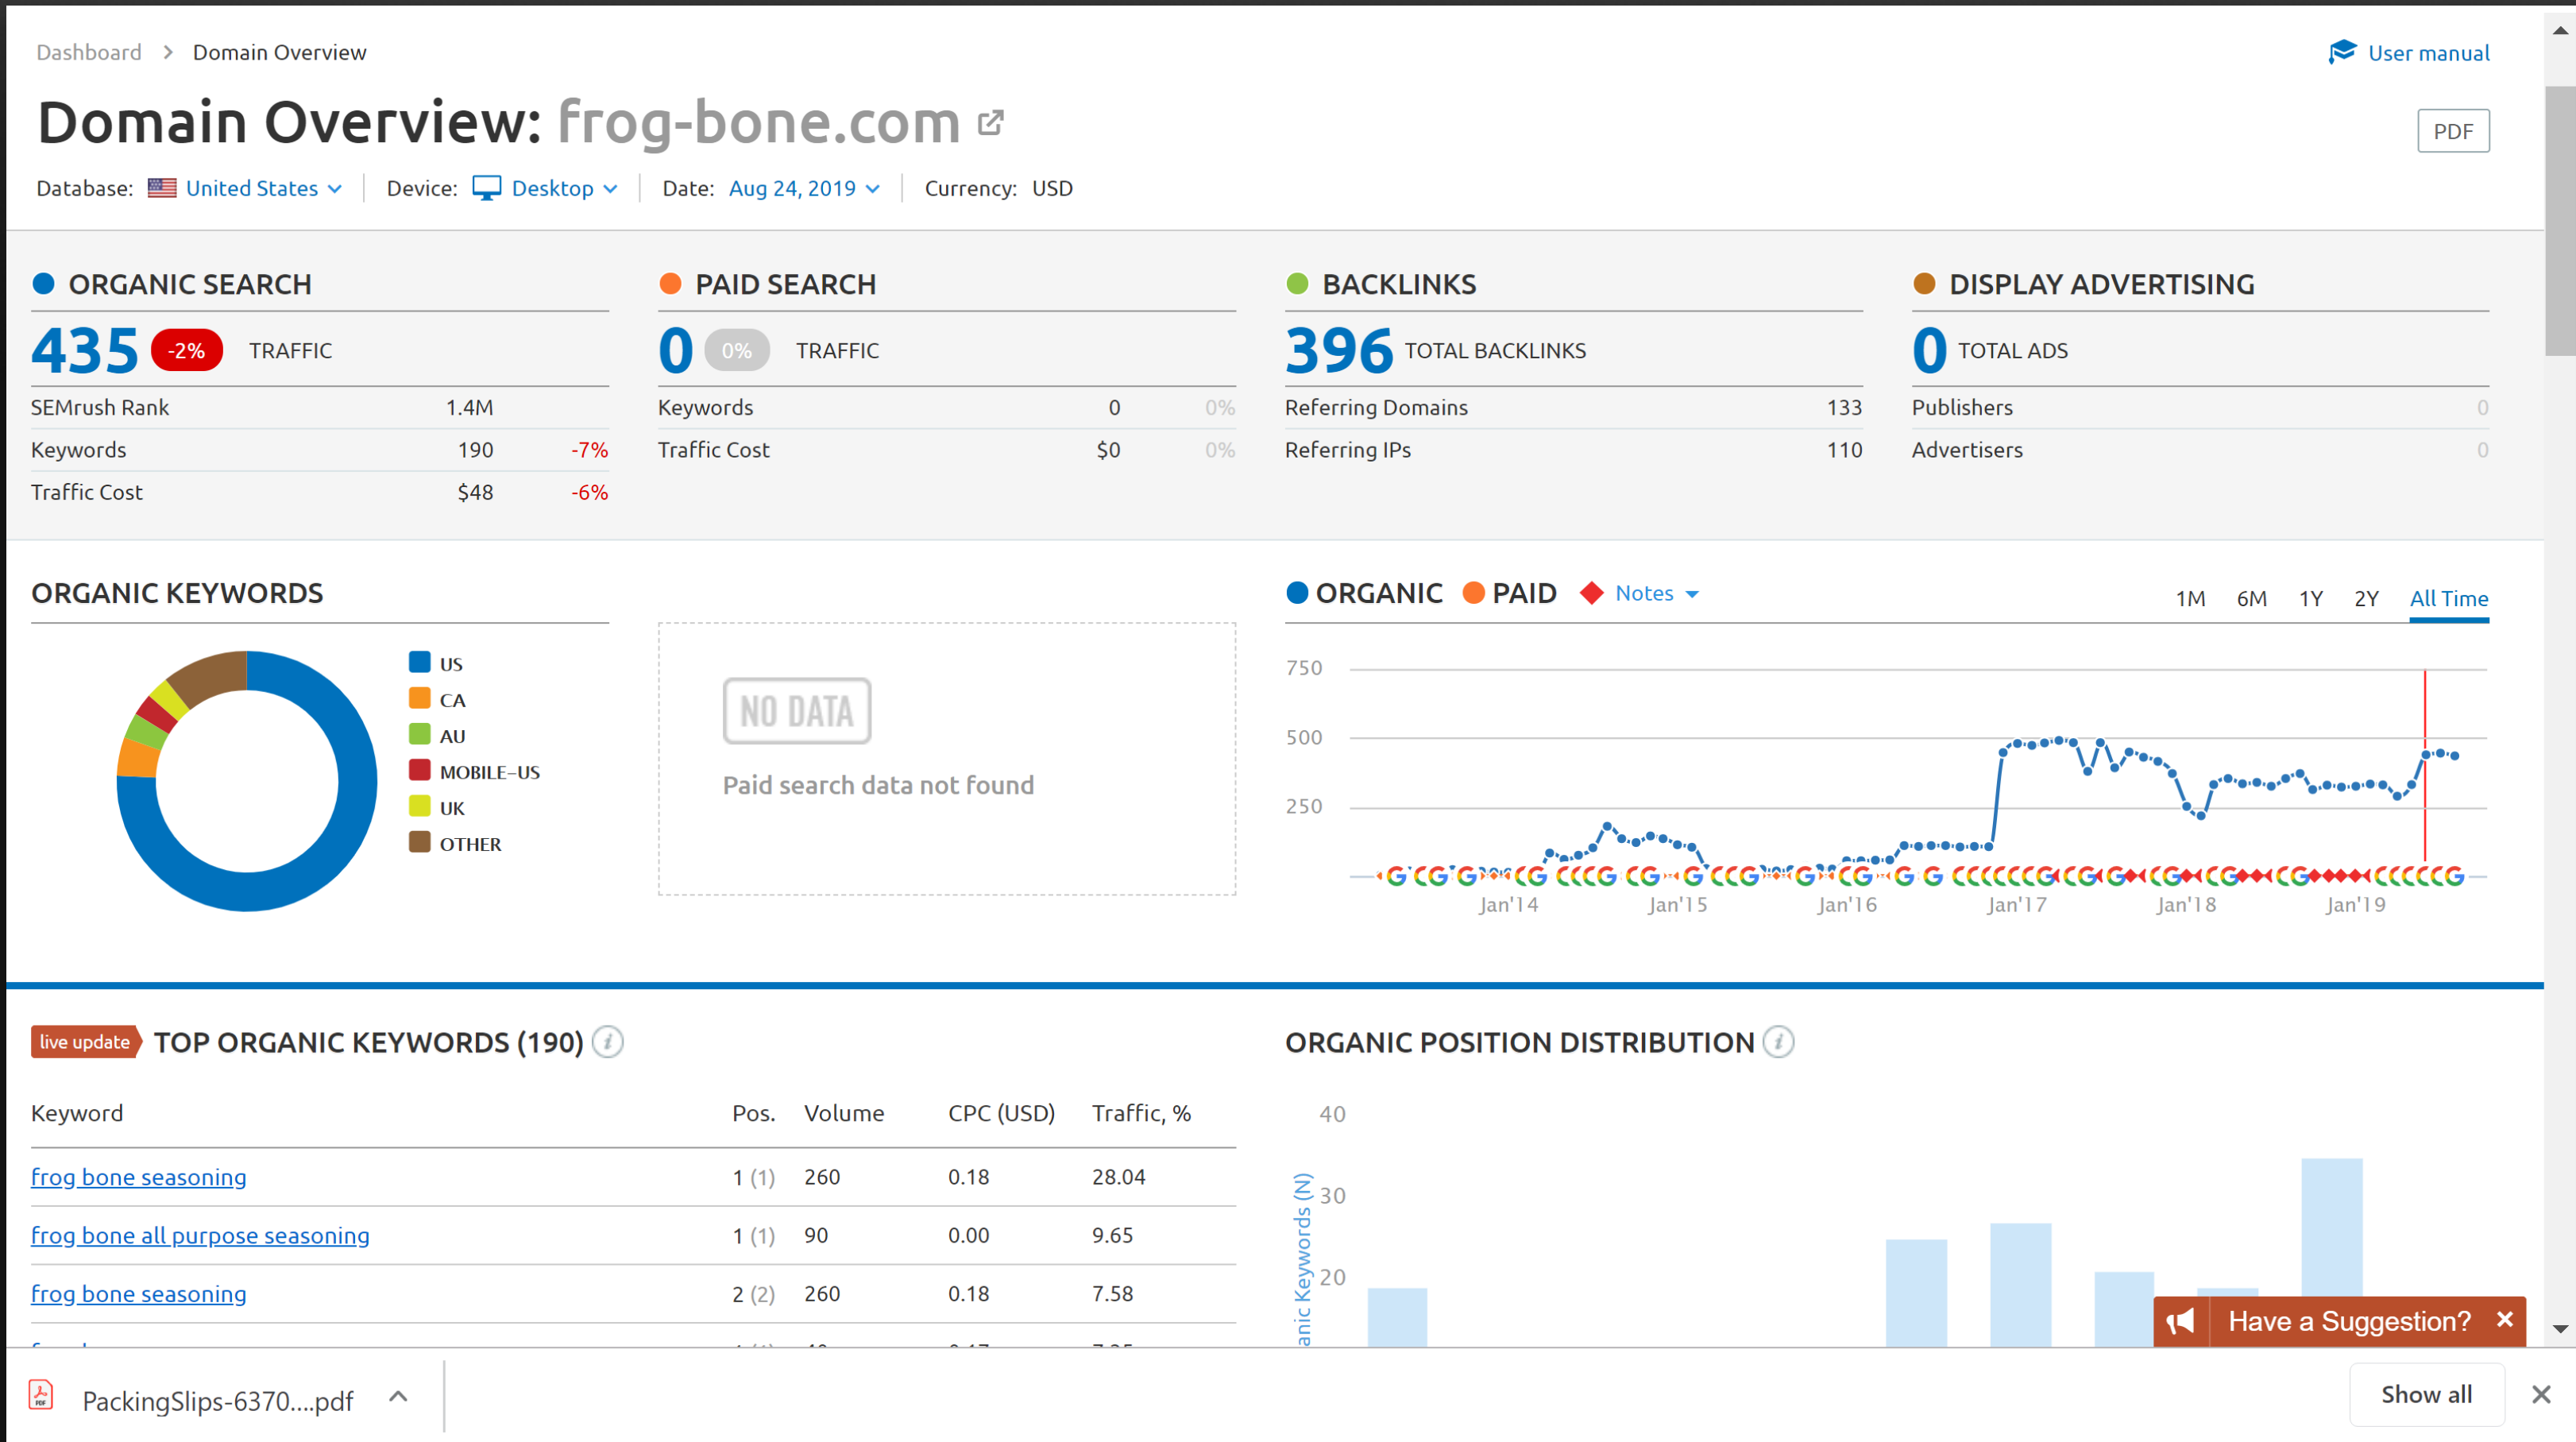 Dashboard > Domain Overview
User manual
Domain Overview: frog-bone.com
PDF
Database: United States Device: Desktop Date: Aug 24, 2019 Currency: USD
ORGANIC SEARCH
435 -2% TRAFFIC
SEMrush Rank 1.4M
Keywords 190 -7%
Traffic Cost $48 -6%
PAID SEARCH
0 0% TRAFFIC
Keywords 0 0%
Traffic Cost $0 0%
BACKLINKS
396 TOTAL BACKLINKS
Referring Domains 133
Referring IPs 110
DISPLAY ADVERTISING
0 TOTAL ADS
Publishers 0
Advertisers 0
ORGANIC KEYWORDS
US
CA
AU
MOBILE-US
UK
OTHER
NO DATA
Paid search data not found
ORGANIC PAID Notes
1M 6M 1Y 2Y All Time
750
500
250
Jan'14 Jan'15 Jan'16 Jan'17 Jan'18 Jan'19
live update TOP ORGANIC KEYWORDS (190)
Keyword Pos. Volume CPC (USD) Traffic, %
frog bone seasoning 1 (1) 260 0.18 28.04
frog bone all purpose seasoning 1 (1) 90 0.00 9.65
frog bone seasoning 2 (2) 260 0.18 7.58
ORGANIC POSITION DISTRIBUTION
40
30
20
anic Keywords (N)
Have a Suggestion?
PackingSlips-6370....pdf
Show all